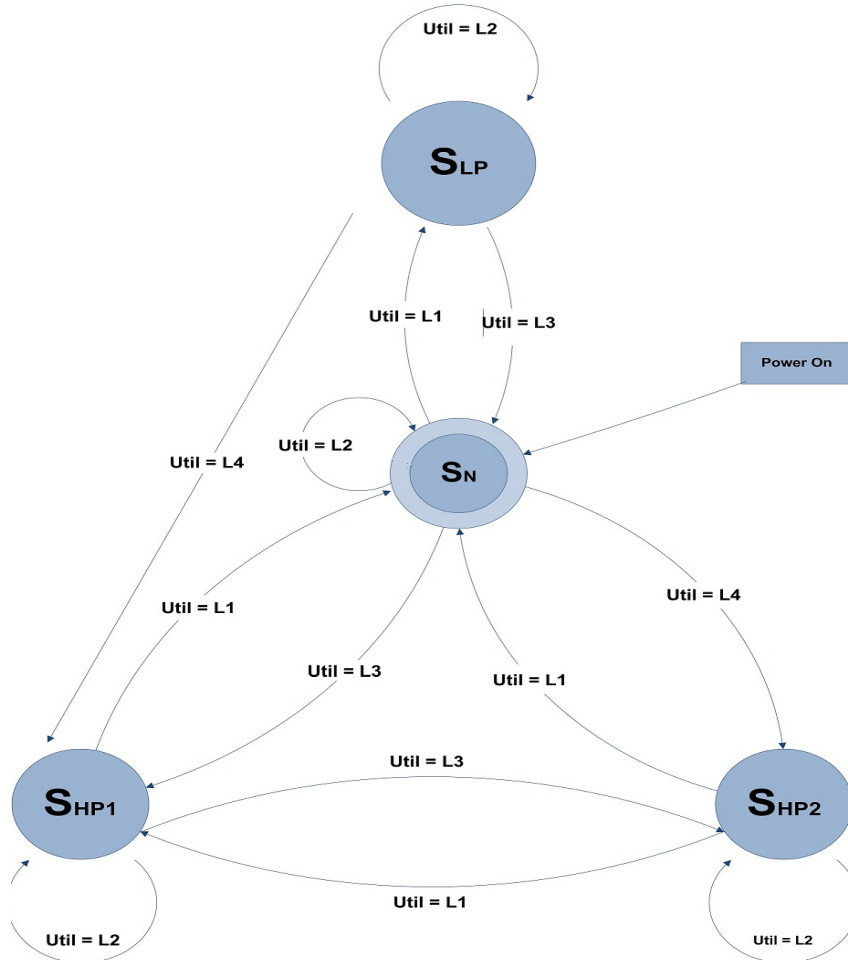 Util = L2
SLP
Util = L1
Util = L3
Power On
Util = L2
Util = L4
SN
Util = L4
Util = L1
Util = L3
Util = L1
Util = L3
SHP1
SHP2
Util = L1
Util = L2
Util = L2